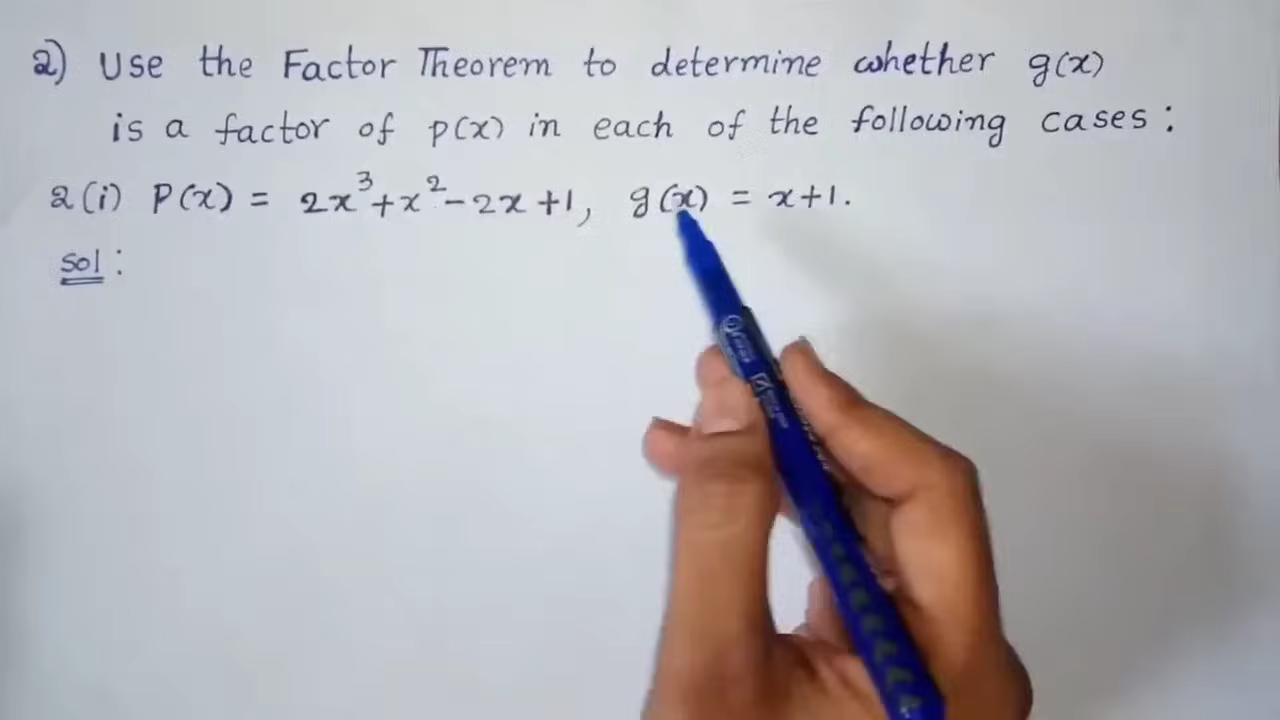 2) Use the Factor Theorem to determine whether g(x)
is a factor of p(x) in each of the following cases :
2(i) P(x) = 2x³+x²-2x+1, g(x) = x+1.
Sol :